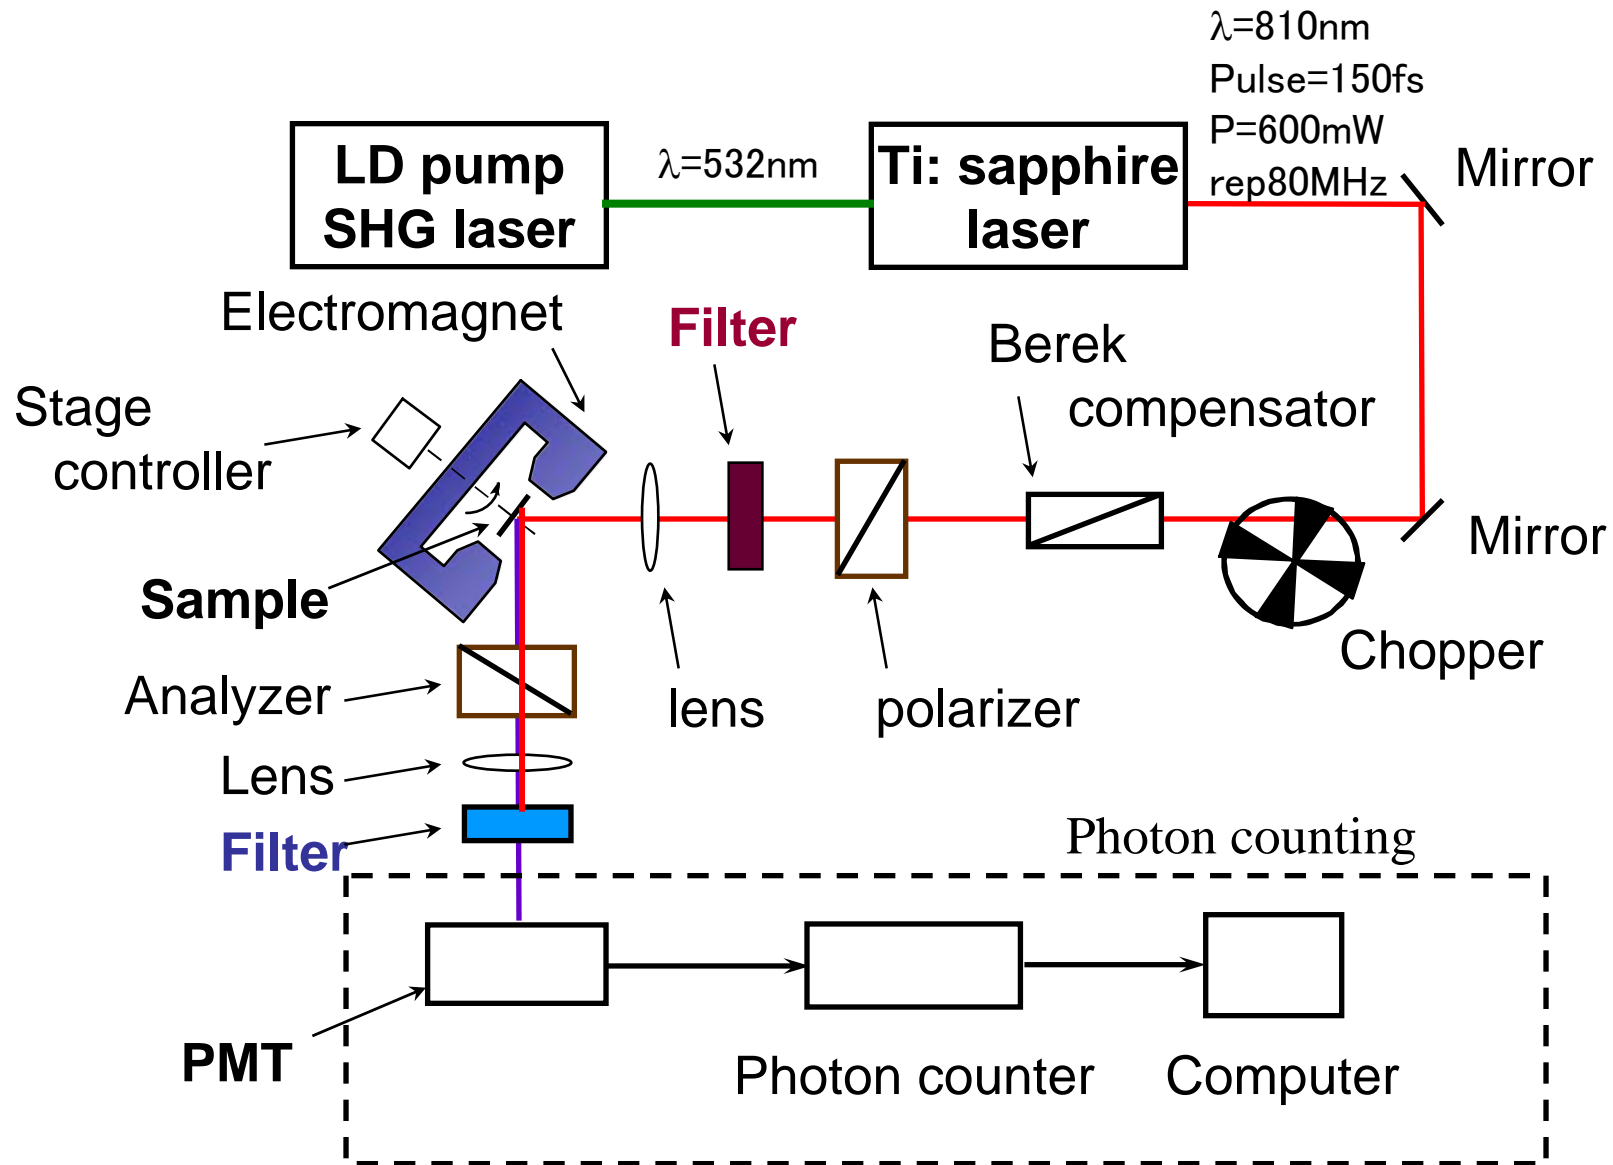 λ=810nm
Pulse=150fs
P=600mW
rep80MHz
Mirror
LD pump
SHG laser
λ=532nm
Ti: sapphire
laser
Electromagnet
Filter
Berek
compensator
Stage
controller
Mirror
Sample
Chopper
Analyzer
lens
polarizer
Lens
Filter
Photon counting
PMT
Photon counter
Computer